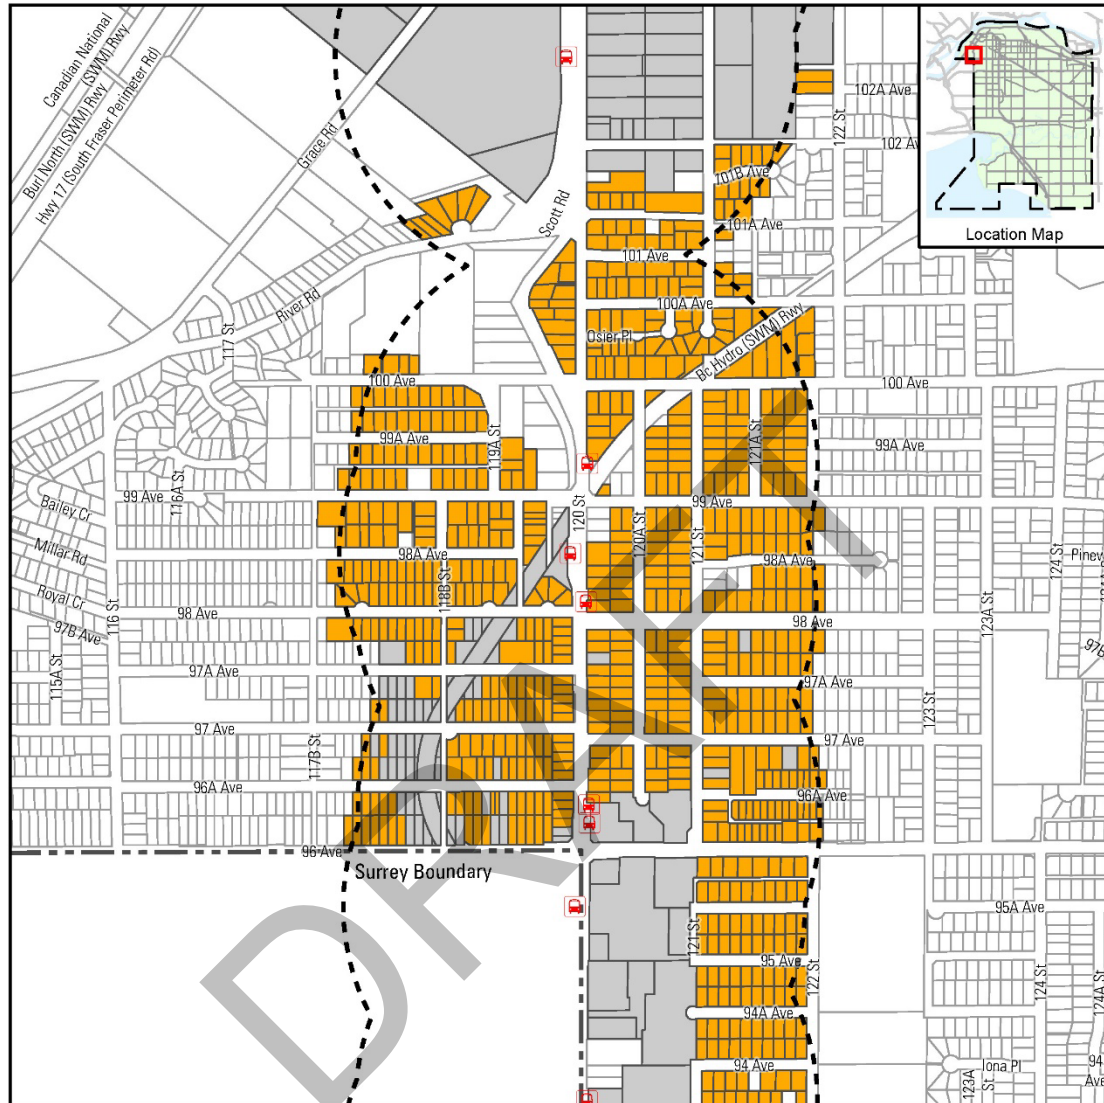 Canadian National
(SWM) Rwy
Burl North (SWM) Rwy
Hwy 17 (South Fraser Perimeter Rd)
Grace Rd
Scott Rd
102A Ave
122 St
102 Av
101B Ave
101A Ave
101 Ave
Location Map
River Rd
100A Ave
Osier Pl
Bc Hydro (SWM) Rwy
117 St
100 Ave
100 Ave
99A Ave
119A St
121A St
99A Ave
99 Ave
116A St
120 St
99 Ave
Bailey Cr
98A Ave
120A St
121 St
98A Ave
Millar Rd
124 St
Pinev
Royal Cr
118B St
116 St
98 Ave
98 Ave
123A St
97B Ave
97B
115A St
97A Ave
97A Ave
97 Ave
123 St
97 Ave
117B St
96A Ave
96A Ave
96 Ave
Surrey Boundary
DRAFT
95A Ave
121 St
95 Ave
122 St
124 St
124A St
94A Ave
94 Ave
Iona Pl
123A
St
94
Ave